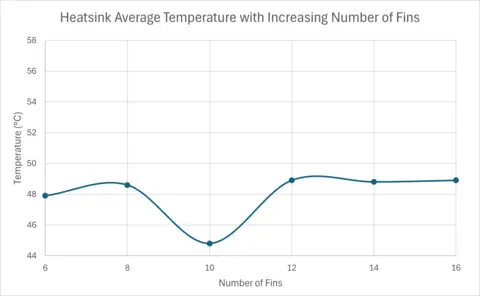 Heatsink Average Temperature with Increasing Number of Fins
58
56
54
52
50
48
46
44
Temperature (°C)
6 8 10 12 14 16
Number of Fins